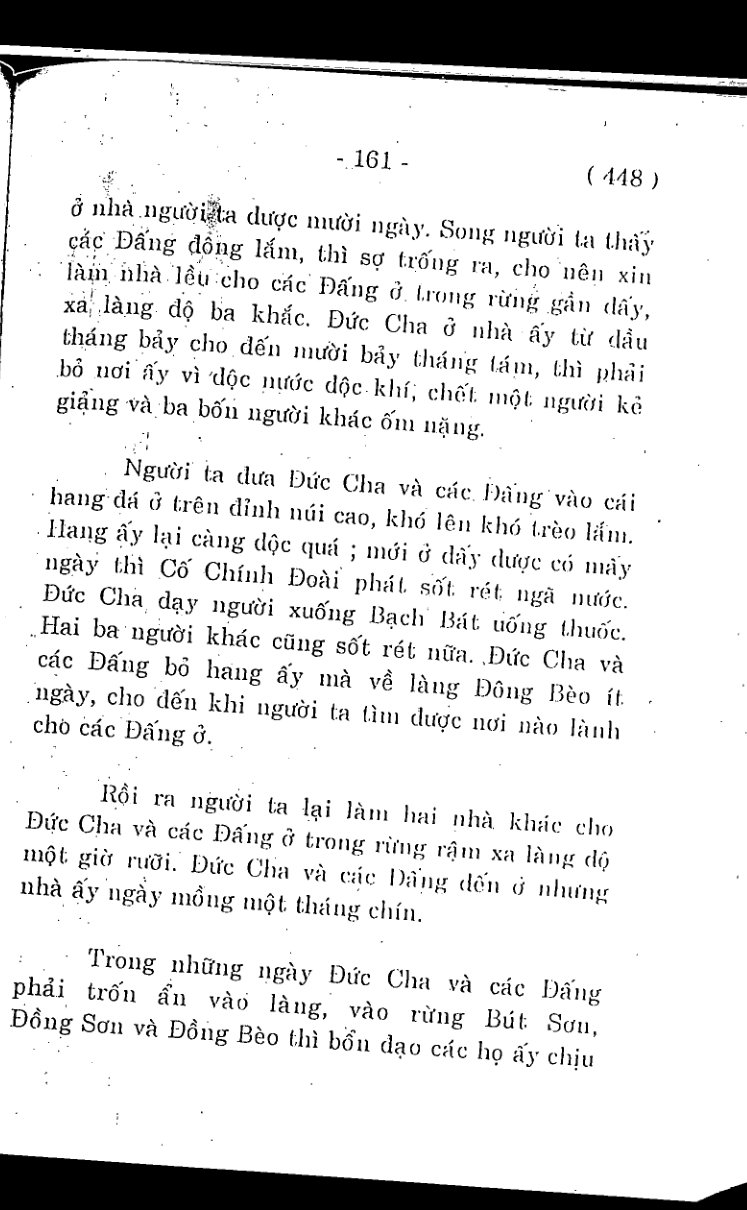 - 161 -
( 448 )
ở nhà người ta được mười ngày. Song người ta thấy
các Đấng đông lắm, thì sợ trống ra, cho nên xin
làm nhà lều cho các Đấng ở trong rừng gần đấy,
xa làng độ ba khắc. Đức Cha ở nhà ấy từ đầu
tháng bảy cho đến mười bảy tháng tám, thì phải
bỏ nơi ấy vì độc nước độc khí, chết một người kẻ
giảng và ba bốn người khác ốm nặng.
Người ta đưa Đức Cha và các Đấng vào cái
hang đá ở trên đỉnh núi cao, khó lên khó trèo lắm.
Hang ấy lại càng độc quá ; mới ở đấy được có mấy
ngày thì Cố Chính Đoài phát sốt rét ngã nước.
Đức Cha dạy người xuống Bạch Bát uống thuốc.
Hai ba người khác cũng sốt rét nữa. Đức Cha và
các Đấng bỏ hang ấy mà về làng Đông Bèo ít
ngày, cho đến khi người ta tìm được nơi nào lành
cho các Đấng ở.
Rồi ra người ta lại làm hai nhà khác cho
Đức Cha và các Đấng ở trong rừng rậm xa làng độ
một giờ rưỡi. Đức Cha và các Đấng đến ở nhưng
nhà ấy ngày mồng một tháng chín.
Trong những ngày Đức Cha và các Đấng
phải trốn ẩn vào làng, vào rừng Bút Sơn,
Đồng Sơn và Đồng Bèo thì bổn đạo các họ ấy chịu